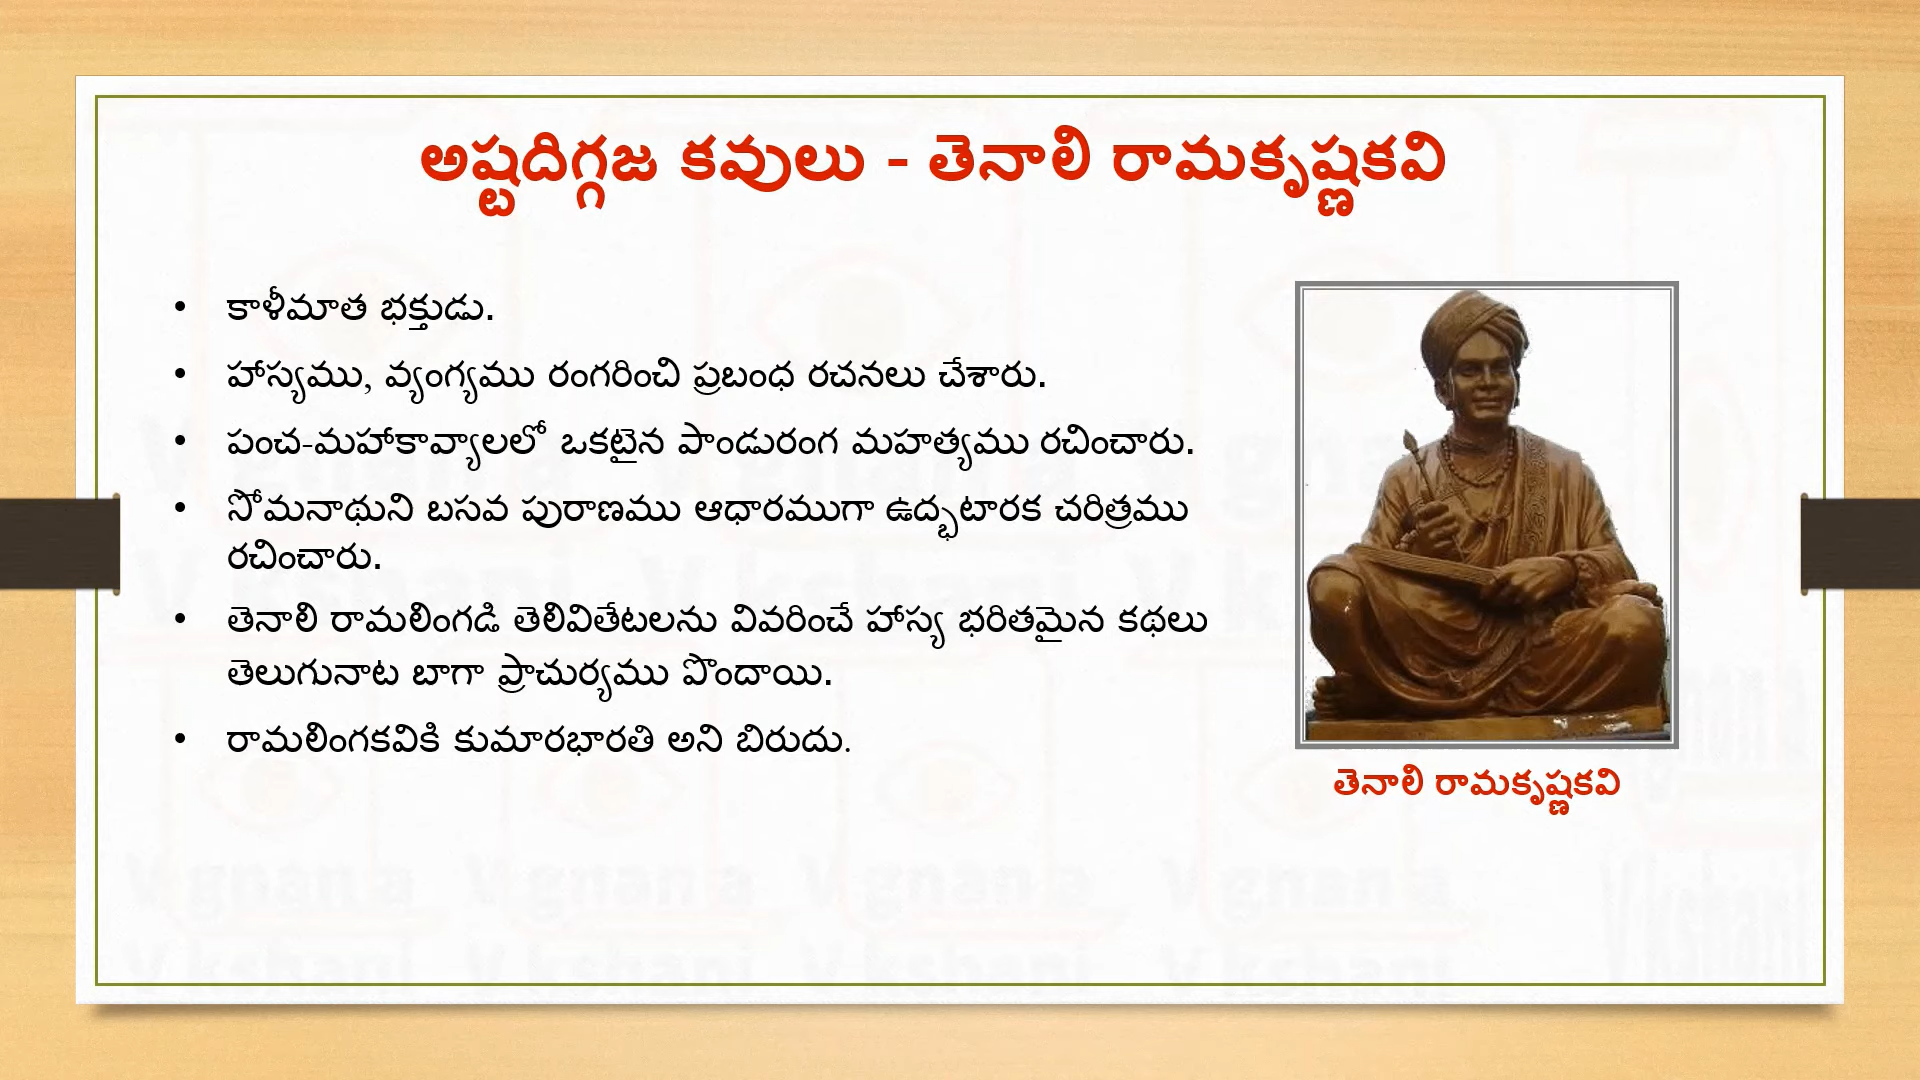 అష్టదిగ్గజ కవులు - తెనాలి రామకృష్ణకవి
• కాళీమాత భక్తుడు.
• హాస్యము, వ్యంగ్యము రంగరించి ప్రబంధ రచనలు చేశారు.
• పంచ-మహాకావ్యాలలో ఒకటైన పాండురంగ మహత్యము రచించారు.
• సోమనాథుని బసవ పురాణము ఆధారముగా ఉద్భటారక చరిత్రము
రచించారు.
• తెనాలి రామలింగడి తెలివితేటలను వివరించే హాస్య భరితమైన కథలు
తెలుగునాట బాగా ప్రాచుర్యము పొందాయి.
• రామలింగకవికి కుమారభారతి అని బిరుదు.
తెనాలి రామకృష్ణకవి